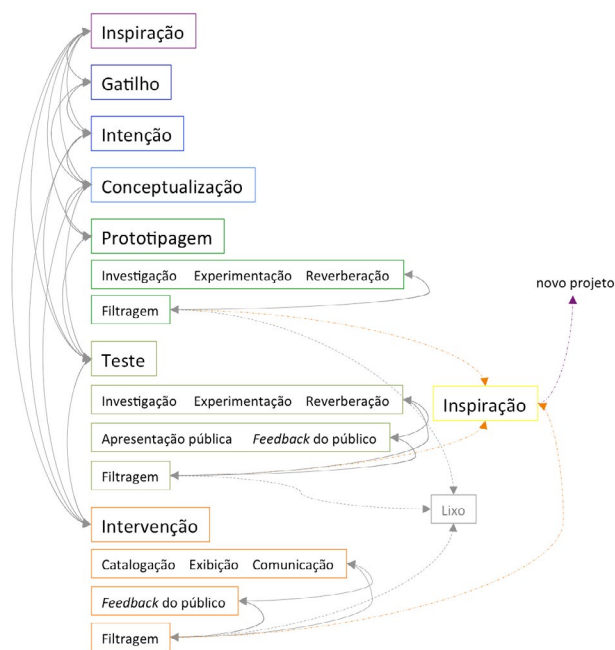 Inspiração
Gatilho
Intenção
Conceptualização
Prototipagem
Investigação Experimentação Reverberação
novo projeto
Filtragem
Teste
Investigação Experimentação Reverberação
Inspiração
Apresentação pública Feedback do público
Filtragem
Lixo
Intervenção
Catalogação Exibição Comunicação
Feedback do público
Filtragem